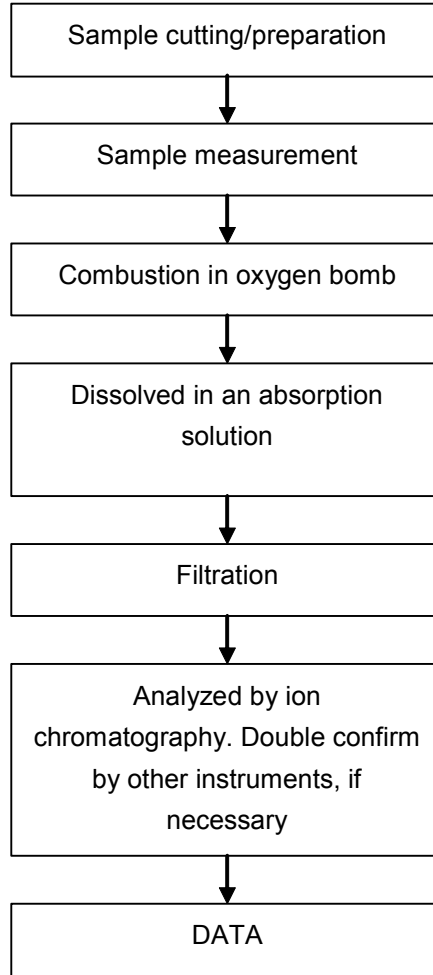 Sample cutting/preparation
Sample measurement
Combustion in oxygen bomb
Dissolved in an absorption
solution
Filtration
Analyzed by ion
chromatography. Double confirm
by other instruments, if
necessary
DATA